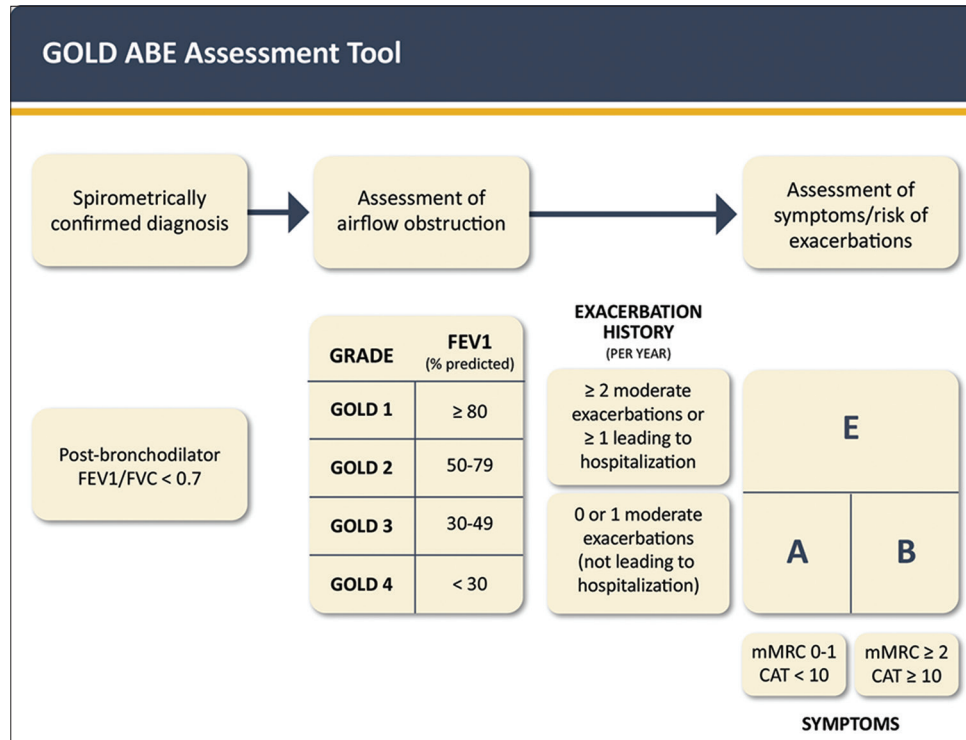 GOLD ABE Assessment Tool
Spirometrically
confirmed diagnosis
Assessment of
airflow obstruction
Assessment of
symptoms/risk of
exacerbations
Post-bronchodilator
FEV1/FVC < 0.7
GRADE
FEV1
(% predicted)
GOLD 1
≥ 80
GOLD 2
50-79
GOLD 3
30-49
GOLD 4
< 30
EXACERBATION
HISTORY
(PER YEAR)
≥ 2 moderate
exacerbations or
≥ 1 leading to
hospitalization
0 or 1 moderate
exacerbations
(not leading to
hospitalization)
E
A
B
mMRC 0-1
CAT < 10
mMRC ≥ 2
CAT ≥ 10
SYMPTOMS